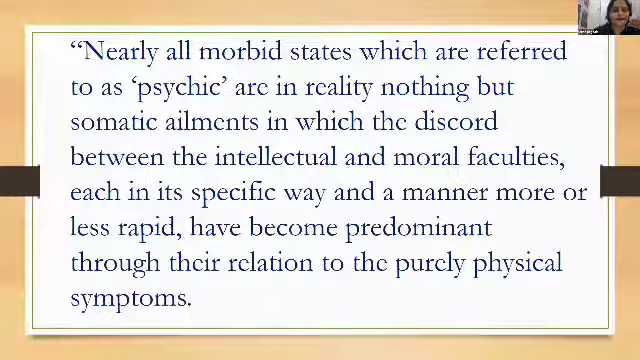 “Nearly all morbid states which are referred
to as ‘psychic’ are in reality nothing but
somatic ailments in which the discord
between the intellectual and moral faculties,
each in its specific way and a manner more or
less rapid, have become predominant
through their relation to the purely physical
symptoms.